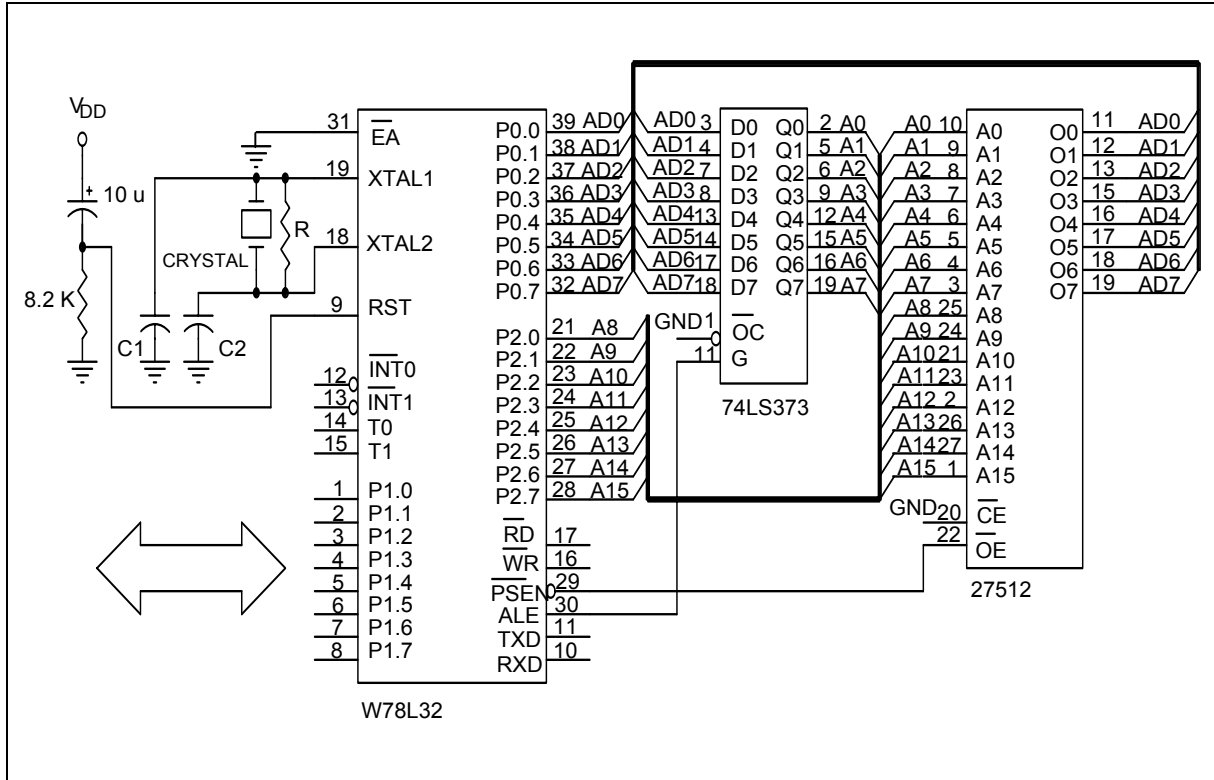 VDD
10 u
8.2 K
C1
C2
CRYSTAL
R
31 EA
19 XTAL1
18 XTAL2
9 RST
12 INT0
13 INT1
14 T0
15 T1
1 P1.0
2 P1.1
3 P1.2
4 P1.3
5 P1.4
6 P1.5
7 P1.6
8 P1.7
P0.0 39 AD0
P0.1 38 AD1
P0.2 37 AD2
P0.3 36 AD3
P0.4 35 AD4
P0.5 34 AD5
P0.6 33 AD6
P0.7 32 AD7
P2.0 21 A8
P2.1 22 A9
P2.2 23 A10
P2.3 24 A11
P2.4 25 A12
P2.5 26 A13
P2.6 27 A14
P2.7 28 A15
RD 17
WR 16
PSEN 29
ALE 30
TXD 11
RXD 10
W78L32
AD0 3 D0 Q0 2 A0
AD1 4 D1 Q1 5 A1
AD2 7 D2 Q2 6 A2
AD3 8 D3 Q3 9 A3
AD4 13 D4 Q4 12 A4
AD5 14 D5 Q5 15 A5
AD6 17 D6 Q6 16 A6
AD7 18 D7 Q7 19 A7
GND 1 OC
11 G
74LS373
A0 10 A0 O0 11 AD0
A1 9 A1 O1 12 AD1
A2 8 A2 O2 13 AD2
A3 7 A3 O3 15 AD3
A4 6 A4 O4 16 AD4
A5 5 A5 O5 17 AD5
A6 4 A6 O6 18 AD6
A7 3 A7 O7 19 AD7
A8 25 A8
A9 24 A9
A10 21 A10
A11 23 A11
A12 2 A12
A13 26 A13
A14 27 A14
A15 1 A15
GND 20 CE
22 OE
27512